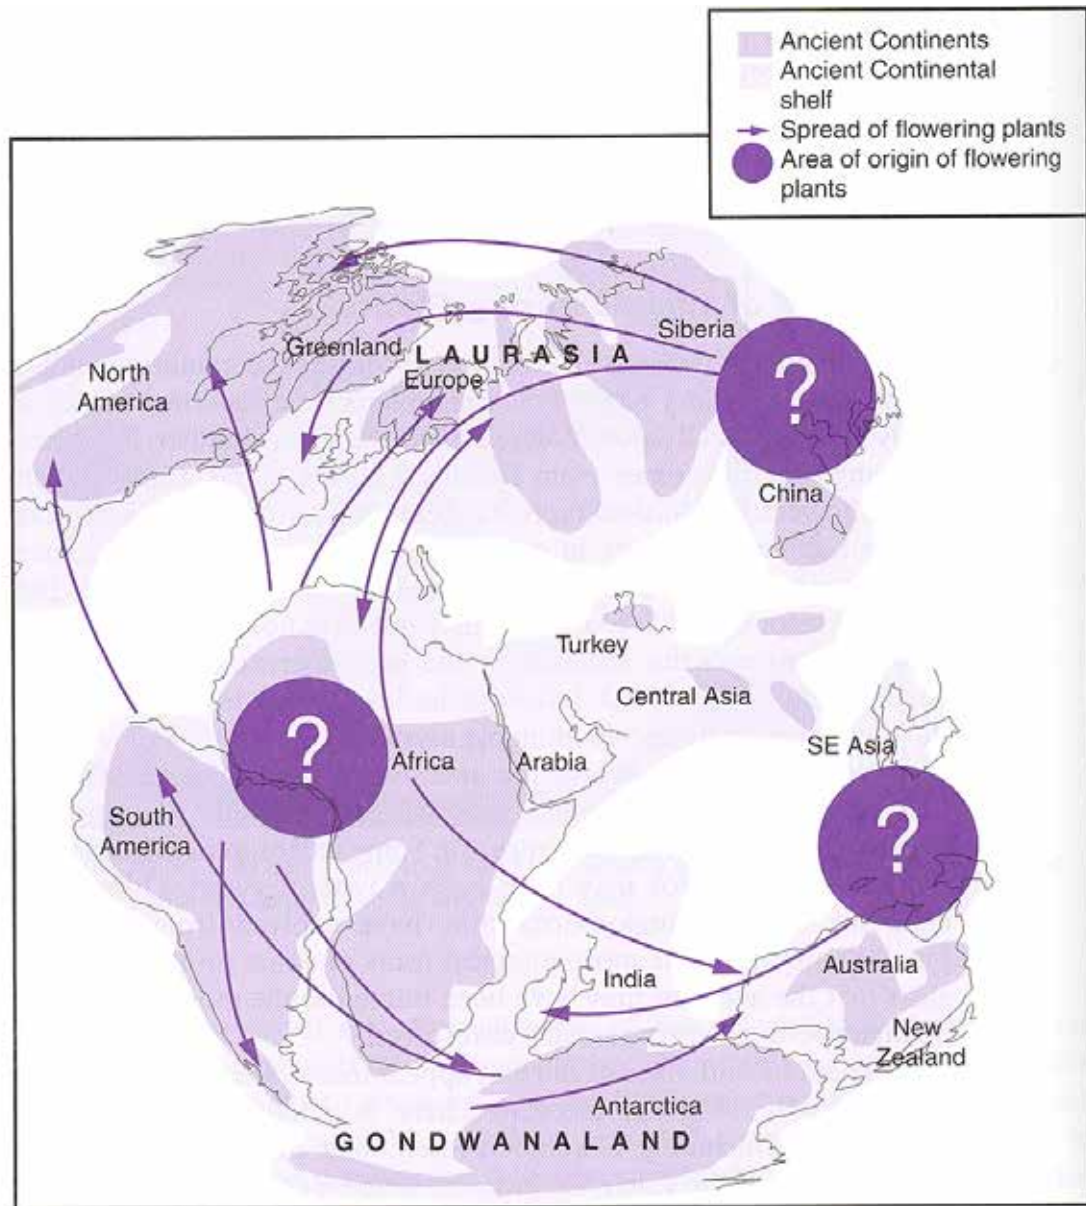 Ancient Continents
Ancient Continental
shelf
Spread of flowering plants
Area of origin of flowering
plants
Siberia
Greenland
LAURASIA
Europe
North
America
?
China
Turkey
Central Asia
SE Asia
?
Africa
Arabia
?
South
America
India
Australia
New
Zealand
Antarctica
GONDWANALAND